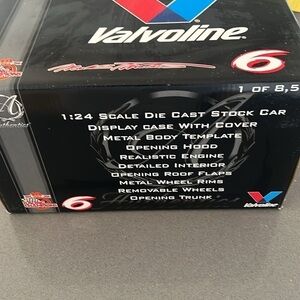 Valvoline
6
1 OF 8,5
1:24 SCALE DIE CAST STOCK CAR
DISPLAY CASE WITH COVER
METAL BODY TEMPLATE
OPENING HOOD
REALISTIC ENGINE
DETAILED INTERIOR
OPENING ROOF FLAPS
METAL WHEEL RIMS
REMOVABLE WHEELS
OPENING TRUNK
6
Valvoline